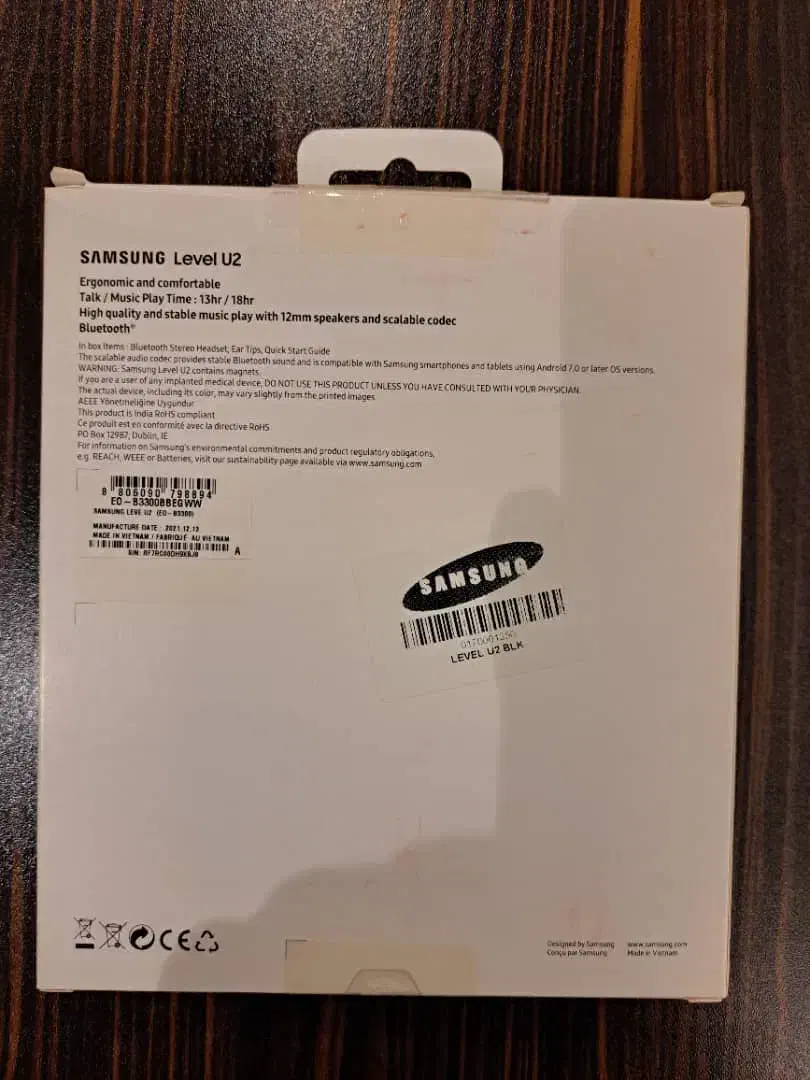 SAMSUNG Level U2
Ergonomic and comfortable
Talk / Music Play Time : 13hr / 18hr
High quality and stable music play with 12mm speakers and scalable codec
Bluetooth®
In box items : Bluetooth Stereo Headset, Ear Tips, Quick Start Guide
The scalable audio codec provides stable Bluetooth sound and is compatible with Samsung smartphones and tablets using Android 7.0 or later OS versions.
WARNING: Samsung Level U2 contains magnets.
If you are a user of any implanted medical device, DO NOT USE THIS PRODUCT UNLESS YOU HAVE CONSULTED WITH YOUR PHYSICIAN.
The actual device, including its color, may vary slightly from the printed images.
AEEE Yönetmeliğine Uygundur
This product is India RoHS compliant
Ce produit est en conformité avec la directive RoHS
PO Box 12987, Dublin, IE
For information on Samsung's environmental commitments and product regulatory obligations,
e.g. REACH, WEEE or Batteries, visit our sustainability page available via www.samsung.com
8 806090 798894
EO-B3300BBEGWW
SAMSUNG LEVE U2 (EO-B3300)
MANUFACTURE DATE : 2021.12.13
MADE IN VIETNAM / FABRIQUÉ AU VIETNAM
A
S/N:
SAMSUNG
0170001250
LEVEL U2 BLK
CE
Designed by Samsung
Conçu par Samsung
www.samsung.com
Made in Vietnam